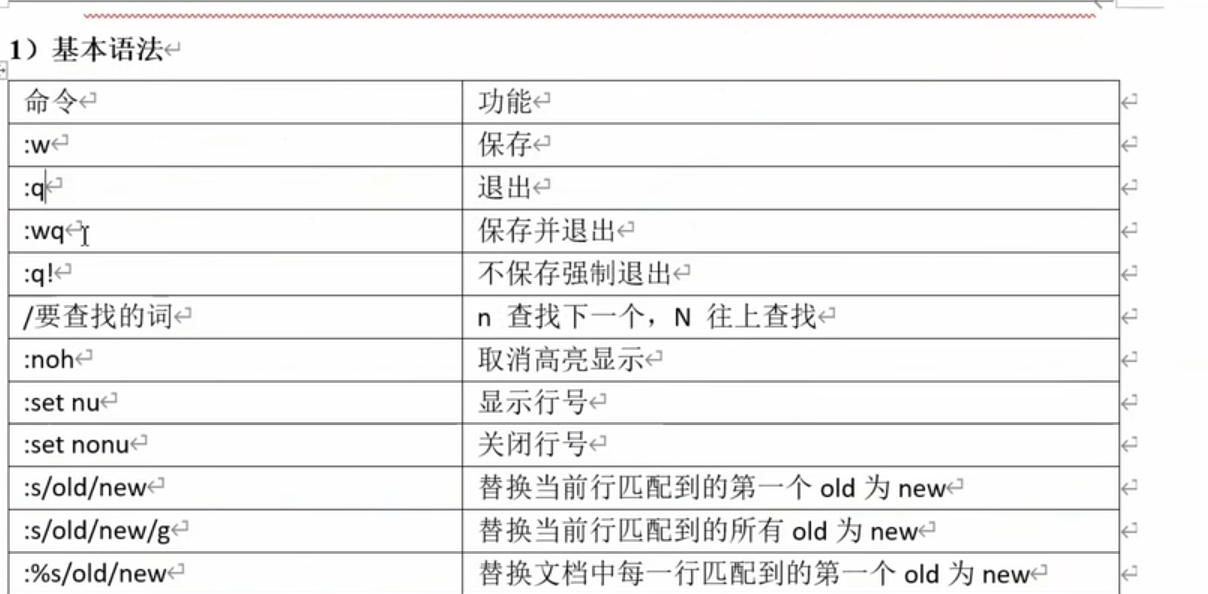 1）基本语法
命令 功能
:w 保存
:q 退出
:wq 保存并退出
:q! 不保存强制退出
/要查找的词 n 查找下一个，N 往上查找
:noh 取消高亮显示
:set nu 显示行号
:set nonu 关闭行号
:s/old/new 替换当前行匹配到的第一个 old 为 new
:s/old/new/g 替换当前行匹配到的所有 old 为 new
:%s/old/new 替换文档中每一行匹配到的第一个 old 为 new